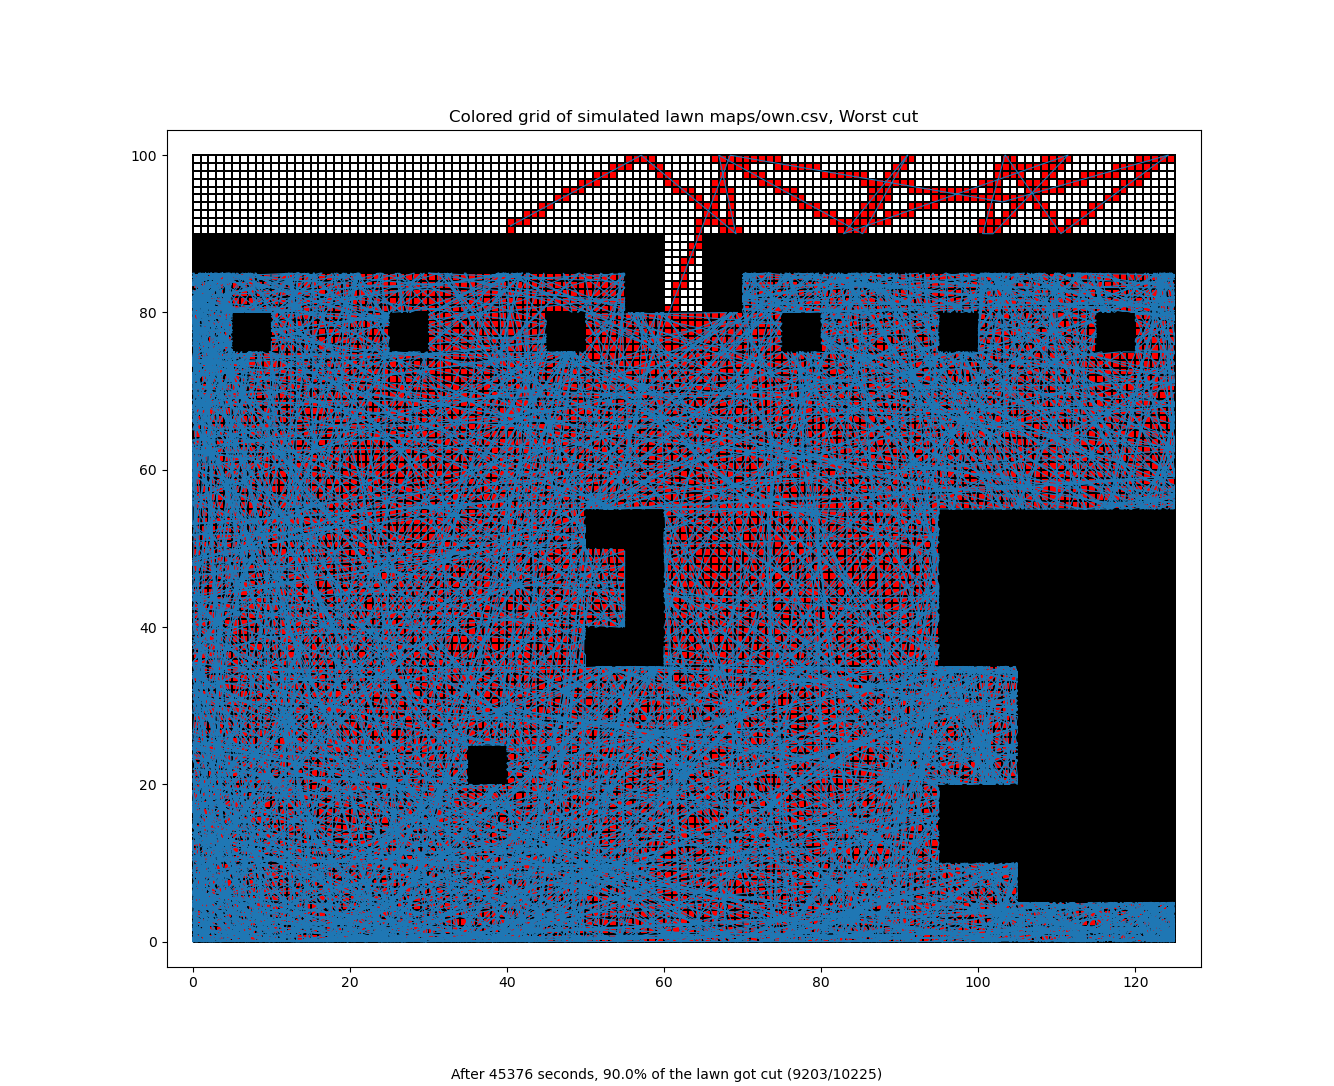 Colored grid of simulated lawn maps/own.csv, Worst cut
100
80
60
40
20
0
0 20 40 60 80 100 120
After 45376 seconds, 90.0% of the lawn got cut (9203/10225)